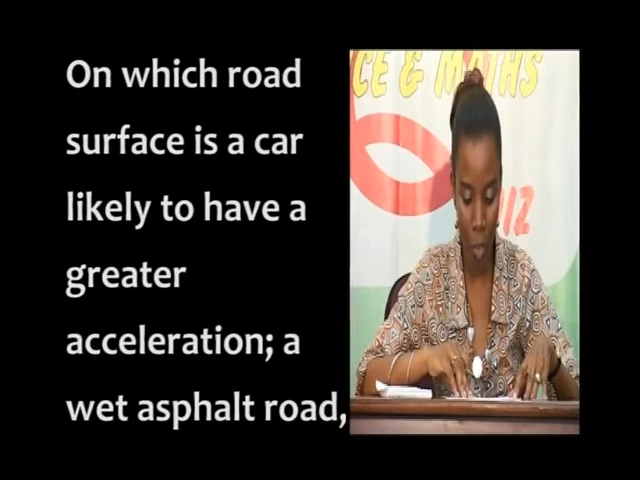 On which road
surface is a car
likely to have a
greater
acceleration; a
wet asphalt road,
CE & MATHS
IZ